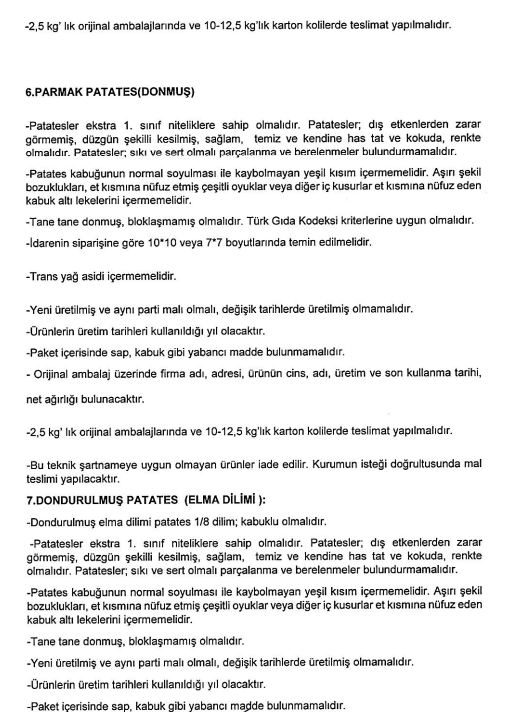 -2,5 kg' lık orijinal ambalajlarında ve 10-12,5 kg'lık karton kolilerde teslimat yapılmalıdır.
6.PARMAK PATATES(DONMUŞ)
-Patatesler ekstra 1. sınıf niteliklere sahip olmalıdır. Patatesler; dış etkenlerden zarar
görmemiş, düzgün şekilli kesilmiş, sağlam, temiz ve kendine has tat ve kokuda, renkte
olmalıdır. Patatesler; sıkı ve sert olmalı parçalanma ve berelenmeler bulundurmamalıdır.
-Patates kabuğunun normal soyulması ile kaybolmayan yeşil kısım içermemelidir. Aşırı şekil
bozuklukları, et kısmına nüfuz etmiş çeşitli oyuklar veya diğer iç kusurlar et kısmına nüfuz eden
kabuk altı lekelerini içermemelidir.
-Tane tane donmuş, bloklaşmamış olmalıdır. Türk Gıda Kodeksi kriterlerine uygun olmalıdır.
-İdarenin siparişine göre 10*10 veya 7*7 boyutlarında temin edilmelidir.
-Trans yağ asidi içermemelidir.
-Yeni üretilmiş ve aynı parti malı olmalı, değişik tarihlerde üretilmiş olmamalıdır.
-Ürünlerin üretim tarihleri kullanıldığı yıl olacaktır.
-Paket içerisinde sap, kabuk gibi yabancı madde bulunmamalıdır.
- Orijinal ambalaj üzerinde firma adı, adresi, ürünün cins, adı, üretim ve son kullanma tarihi,
net ağırlığı bulunacaktır.
-2,5 kg' lık orijinal ambalajlarında ve 10-12,5 kg'lık karton kolilerde teslimat yapılmalıdır.
-Bu teknik şartnameye uygun olmayan ürünler iade edilir. Kurumun isteği doğrultusunda mal
teslimi yapılacaktır.
7.DONDURULMUŞ PATATES (ELMA DİLİMİ ):
-Dondurulmuş elma dilimi patates 1/8 dilim; kabuklu olmalıdır.
-Patatesler ekstra 1. sınıf niteliklere sahip olmalıdır. Patatesler; dış etkenlerden zarar
görmemiş, düzgün şekilli kesilmiş, sağlam, temiz ve kendine has tat ve kokuda, renkte
olmalıdır. Patatesler; sıkı ve sert olmalı parçalanma ve berelenmeler bulundurmamalıdır.
-Patates kabuğunun normal soyulması ile kaybolmayan yeşil kısım içermemelidir. Aşırı şekil
bozuklukları, et kısmına nüfuz etmiş çeşitli oyuklar veya diğer iç kusurlar et kısmına nüfuz eden
kabuk altı lekelerini içermemelidir.
-Tane tane donmuş, bloklaşmamış olmalıdır.
-Yeni üretilmiş ve aynı parti malı olmalı, değişik tarihlerde üretilmiş olmamalıdır.
-Ürünlerin üretim tarihleri kullanıldığı yıl olacaktır.
-Paket içerisinde sap, kabuk gibi yabancı madde bulunmamalıdır.